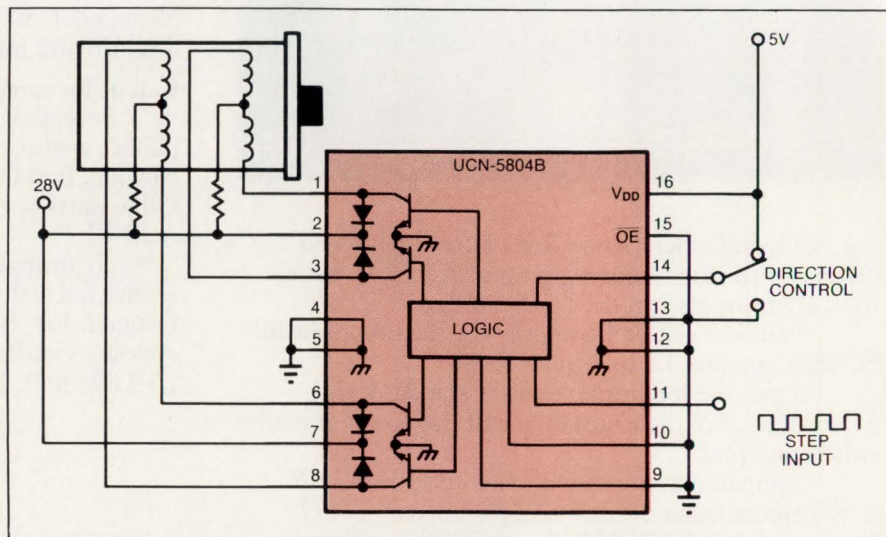 5V
UCN-5804B
28V
1
2
3
4
5
6
7
8
V_DD 16
OE 15
14
13
12
11
10
9
LOGIC
DIRECTION
CONTROL
STEP
INPUT